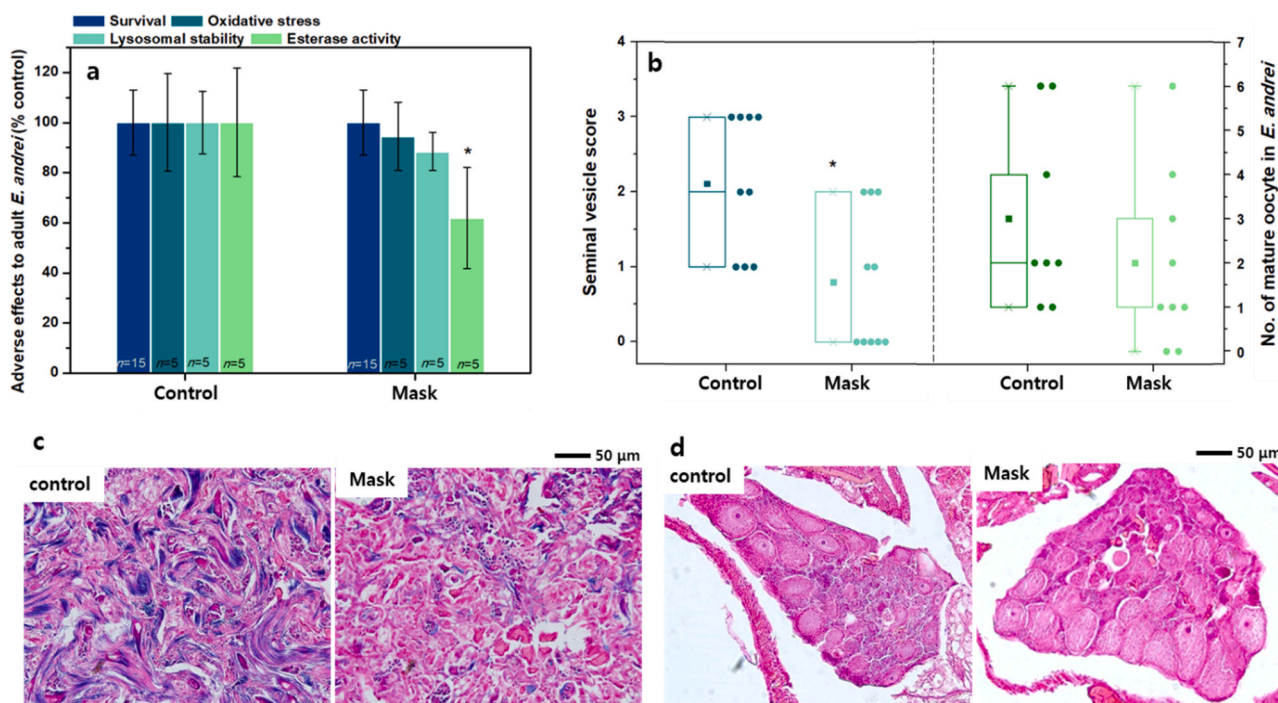 Survival Oxidative stress
Lysosomal stability Esterase activity
a
Adverse effects to adult E. andrei (% control)
120
100
80
60
40
20
0
*
n=15 n=5 n=5 n=5
n=15 n=5 n=5 n=5
Control Mask
b
Seminal vesicle score
4
3
2
1
0
*
Control Mask
Control Mask
7
6
5
4
3
2
1
0
No. of mature oocyte in E. andrei
c
50 μm
control
Mask
d
50 μm
control
Mask